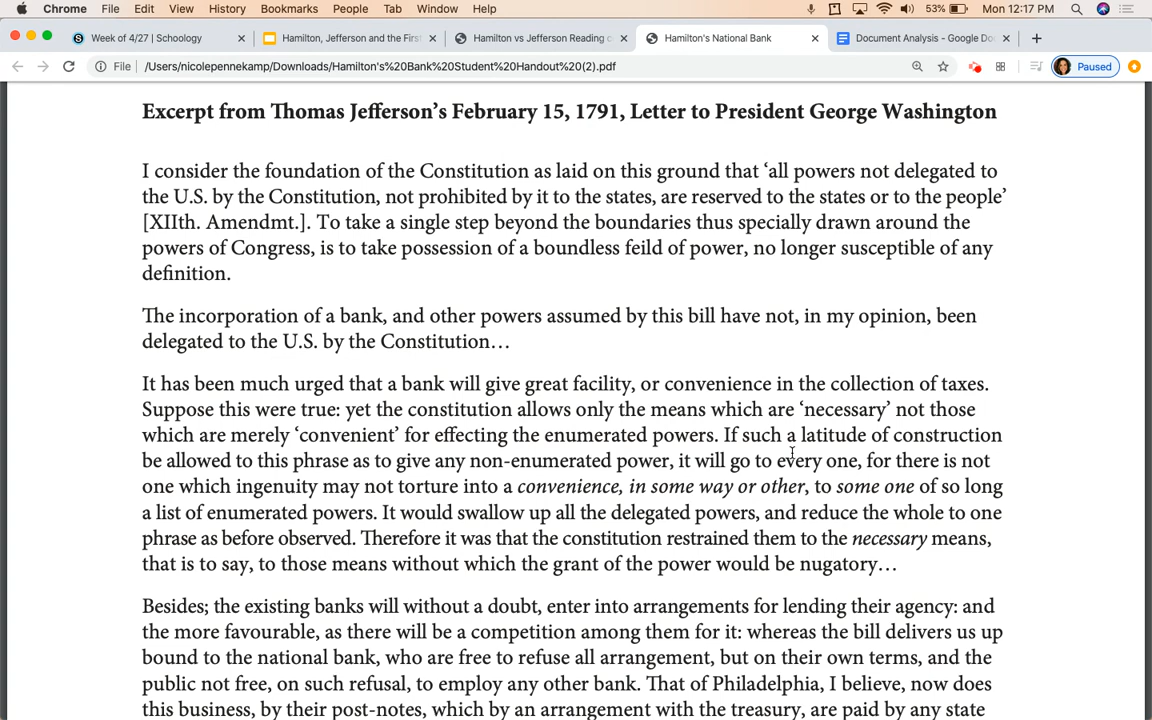 Chrome File Edit View History Bookmarks People Tab Window Help 53% Mon 12:17 PM
Week of 4/27 | Schoology Hamilton, Jefferson and the Firs Hamilton vs Jefferson Reading c Hamilton's National Bank Document Analysis - Google Do
File /Users/nicolepennekamp/Downloads/Hamilton's%20Bank%20Student%20Handout%20(2).pdf Paused
Excerpt from Thomas Jefferson's February 15, 1791, Letter to President George Washington
I consider the foundation of the Constitution as laid on this ground that 'all powers not delegated to
the U.S. by the Constitution, not prohibited by it to the states, are reserved to the states or to the people'
[XIIth. Amendmt.]. To take a single step beyond the boundaries thus specially drawn around the
powers of Congress, is to take possession of a boundless feild of power, no longer susceptible of any
definition.
The incorporation of a bank, and other powers assumed by this bill have not, in my opinion, been
delegated to the U.S. by the Constitution…
It has been much urged that a bank will give great facility, or convenience in the collection of taxes.
Suppose this were true: yet the constitution allows only the means which are 'necessary' not those
which are merely 'convenient' for effecting the enumerated powers. If such a latitude of construction
be allowed to this phrase as to give any non-enumerated power, it will go to every one, for there is not
one which ingenuity may not torture into a convenience, in some way or other, to some one of so long
a list of enumerated powers. It would swallow up all the delegated powers, and reduce the whole to one
phrase as before observed. Therefore it was that the constitution restrained them to the necessary means,
that is to say, to those means without which the grant of the power would be nugatory…
Besides; the existing banks will without a doubt, enter into arrangements for lending their agency: and
the more favourable, as there will be a competition among them for it: whereas the bill delivers us up
bound to the national bank, who are free to refuse all arrangement, but on their own terms, and the
public not free, on such refusal, to employ any other bank. That of Philadelphia, I believe, now does
this business, by their post-notes, which by an arrangement with the treasury, are paid by any state